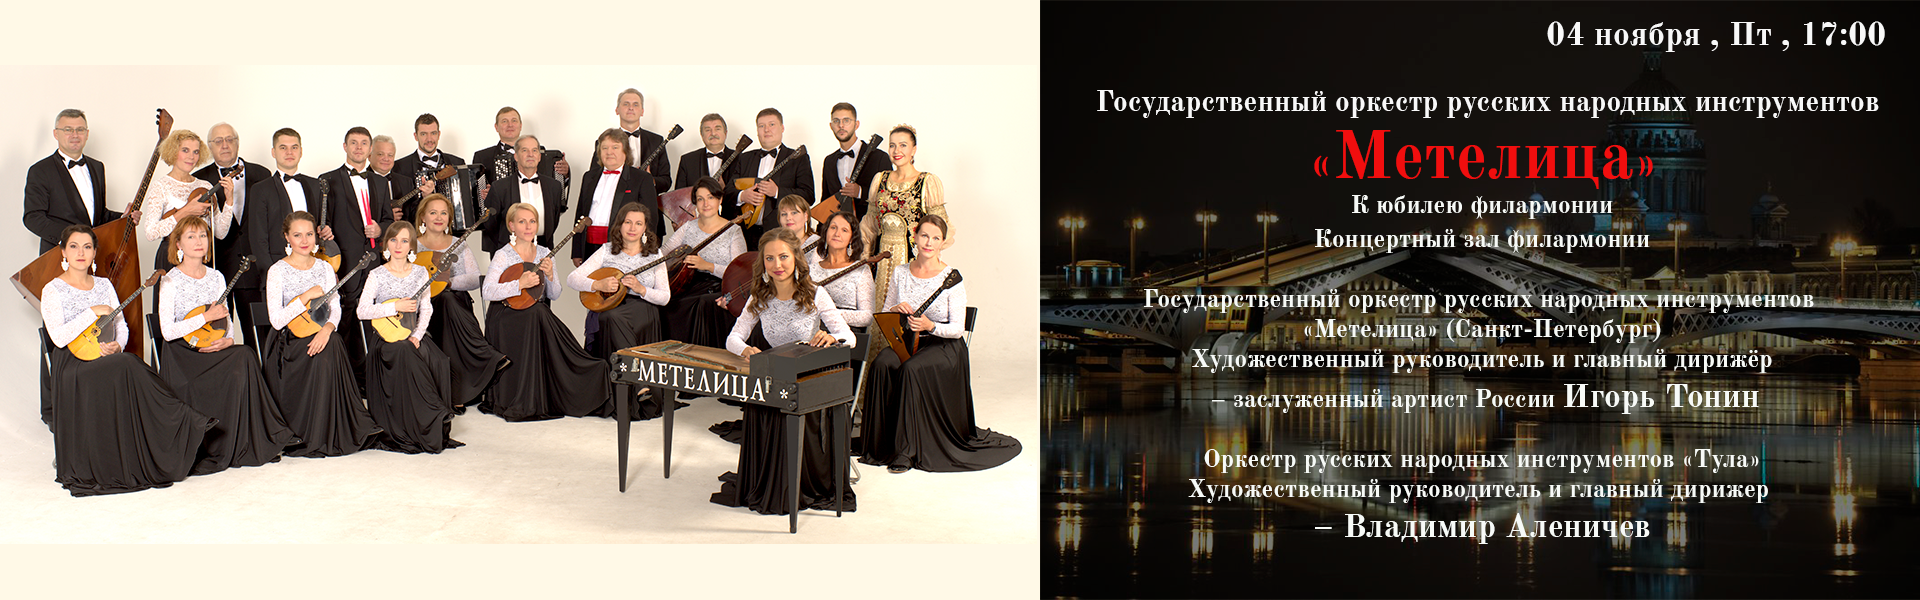 04 ноября , Пт , 17:00
Государственный оркестр русских народных инструментов
«Метелица»
К юбилею филармонии
Концертный зал филармонии
Государственный оркестр русских народных инструментов
«Метелица» (Санкт-Петербург)
Художественный руководитель и главный дирижёр
– заслуженный артист России Игорь Тонин
Оркестр русских народных инструментов «Тула»
Художественный руководитель и главный дирижер
– Владимир Аленичев
* МЕТЕЛИЦА *